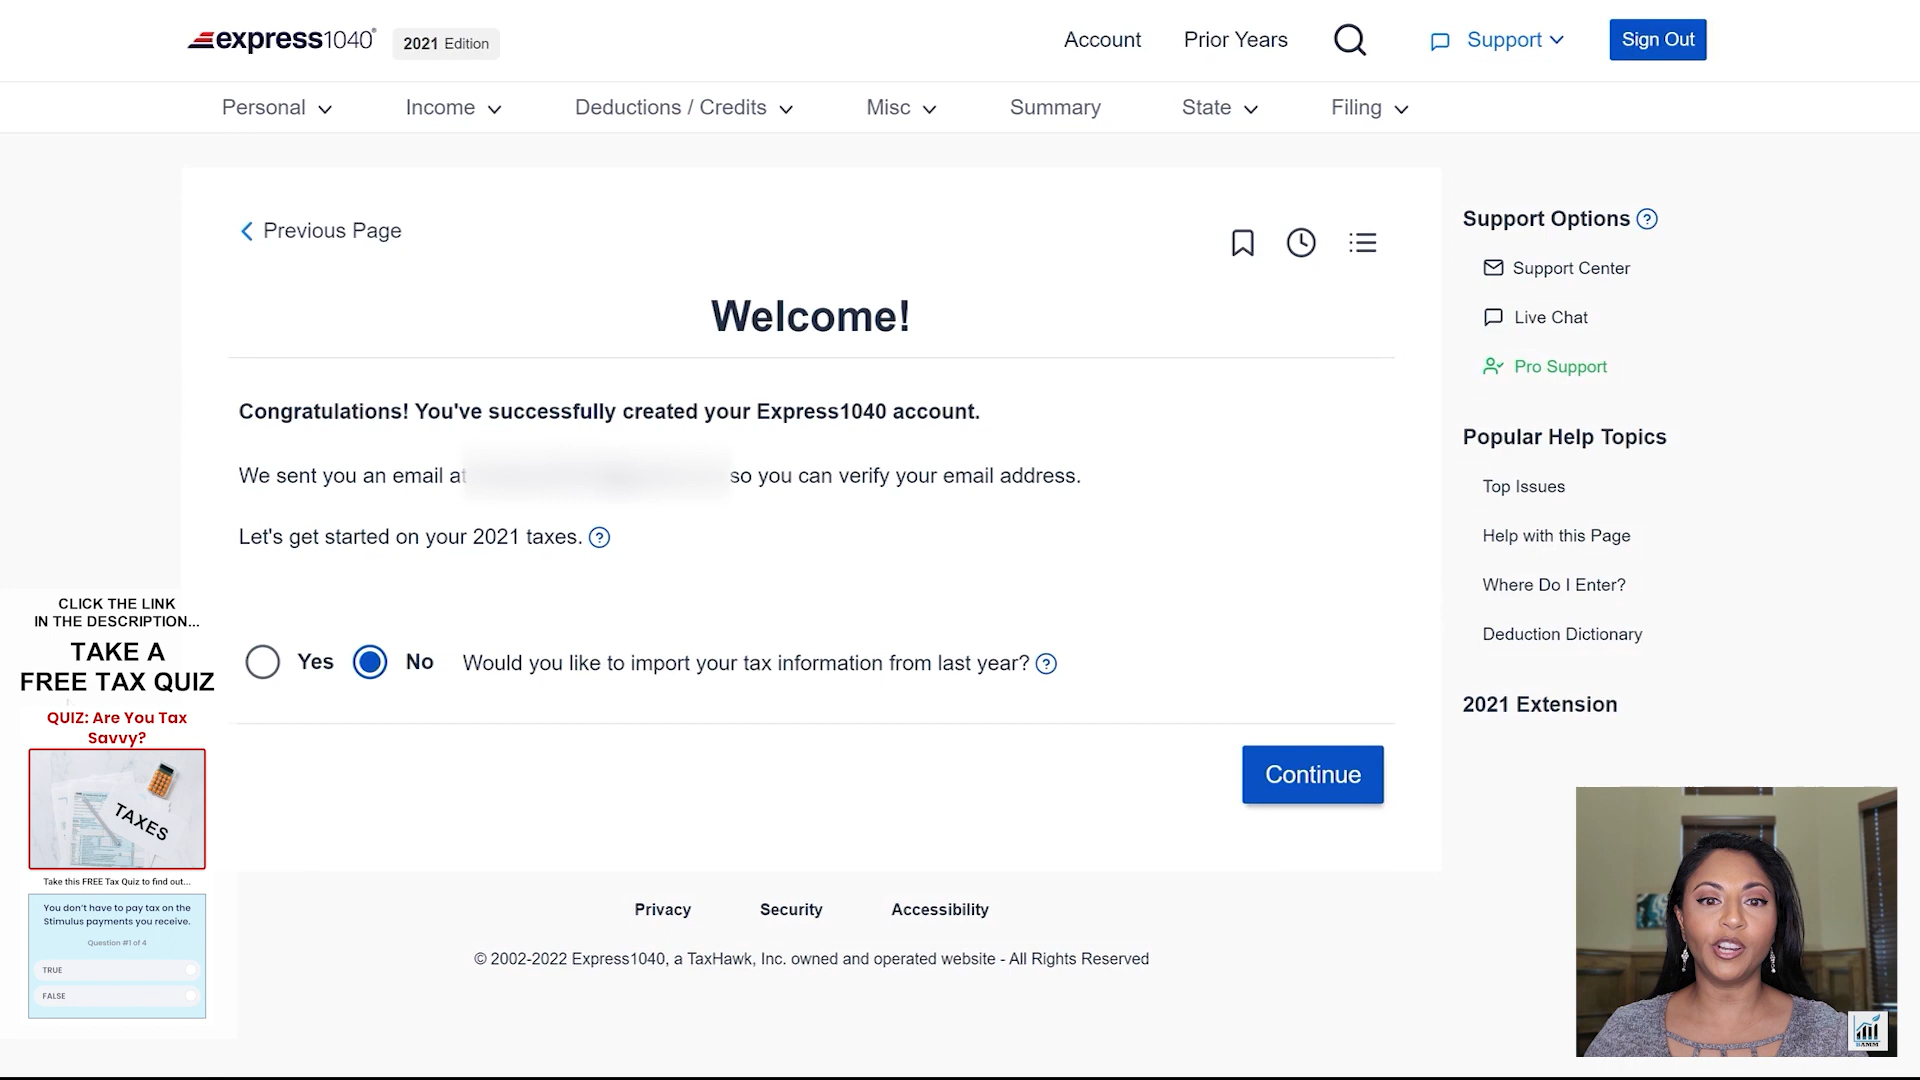 express1040®
2021 Edition
Account
Prior Years
Support
Sign Out
Personal
Income
Deductions / Credits
Misc
Summary
State
Filing
Previous Page
Welcome!
Congratulations! You've successfully created your Express1040 account.
We sent you an email at so you can verify your email address.
Let's get started on your 2021 taxes. ?
Yes
No
Would you like to import your tax information from last year? ?
Continue
Support Options ?
Support Center
Live Chat
Pro Support
Popular Help Topics
Top Issues
Help with this Page
Where Do I Enter?
Deduction Dictionary
2021 Extension
CLICK THE LINK
IN THE DESCRIPTION...
TAKE A
FREE TAX QUIZ
QUIZ: Are You Tax
Savvy?
TAXES
Take this FREE Tax Quiz to find out...
You don't have to pay tax on the
Stimulus payments you receive.
Question #1 of 4
TRUE
FALSE
Privacy
Security
Accessibility
© 2002-2022 Express1040, a TaxHawk, Inc. owned and operated website - All Rights Reserved